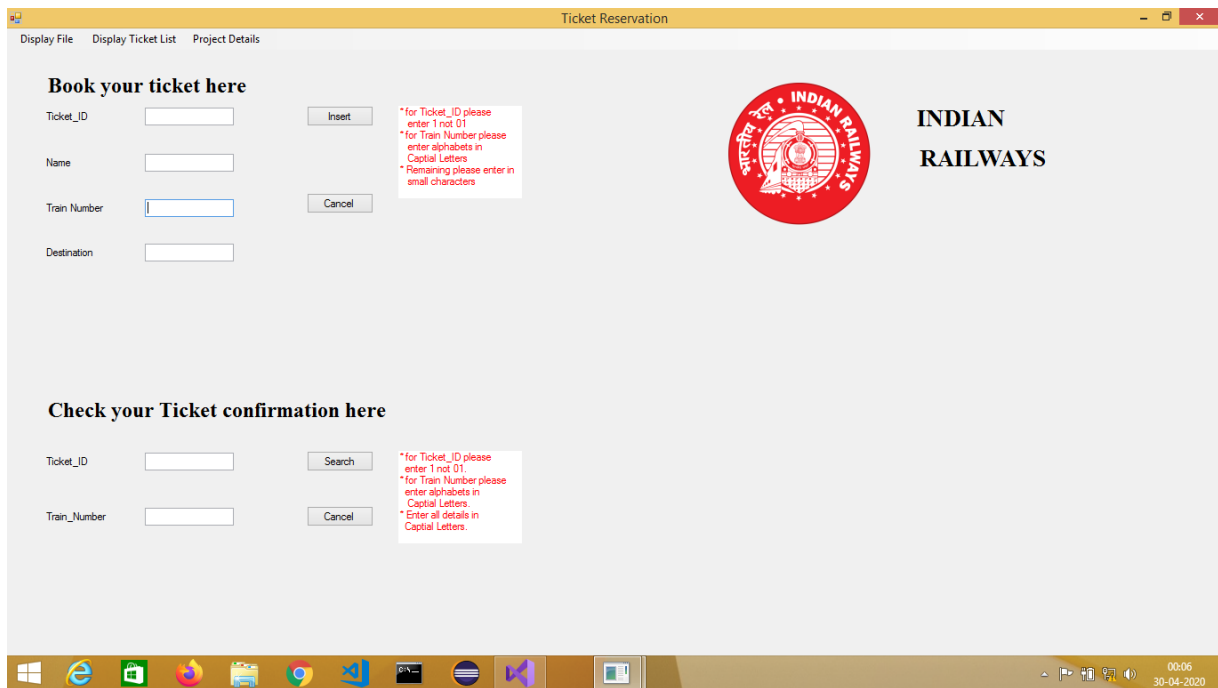 Ticket Reservation
Display File Display Ticket List Project Details
Book your ticket here
Ticket_ID
Insert
*for Ticket_ID please
enter 1 not 01
*for Train Number please
enter alphabets in
Captial Letters
* Remaining please enter in
small characters
Name
Train Number
Cancel
Destination
भारतीय रेल • INDIAN RAILWAYS
INDIAN
RAILWAYS
Check your Ticket confirmation here
Ticket_ID
Search
*for Ticket_ID please
enter 1 not 01.
*for Train Number please
enter alphabets in
Captial Letters.
* Enter all details in
Captial Letters.
Train_Number
Cancel
00:06
30-04-2020